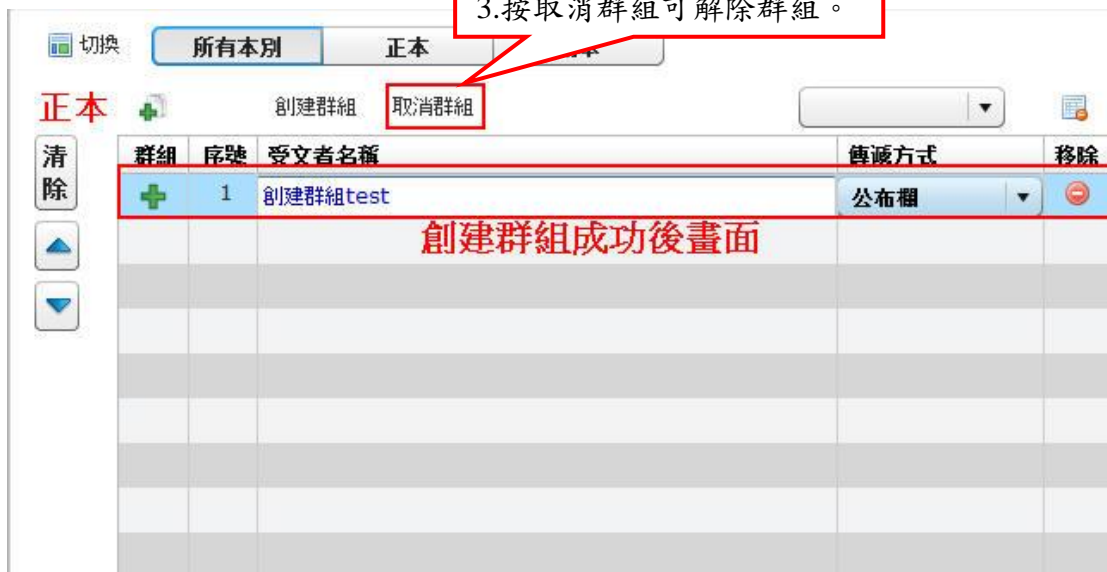 3.按取消群組可解除群組。
切換 所有本別 正本
正本 創建群組 取消群組
清除 群組 序號 受文者名稱 傳遞方式 移除
1 創建群組test 公布欄
創建群組成功後畫面